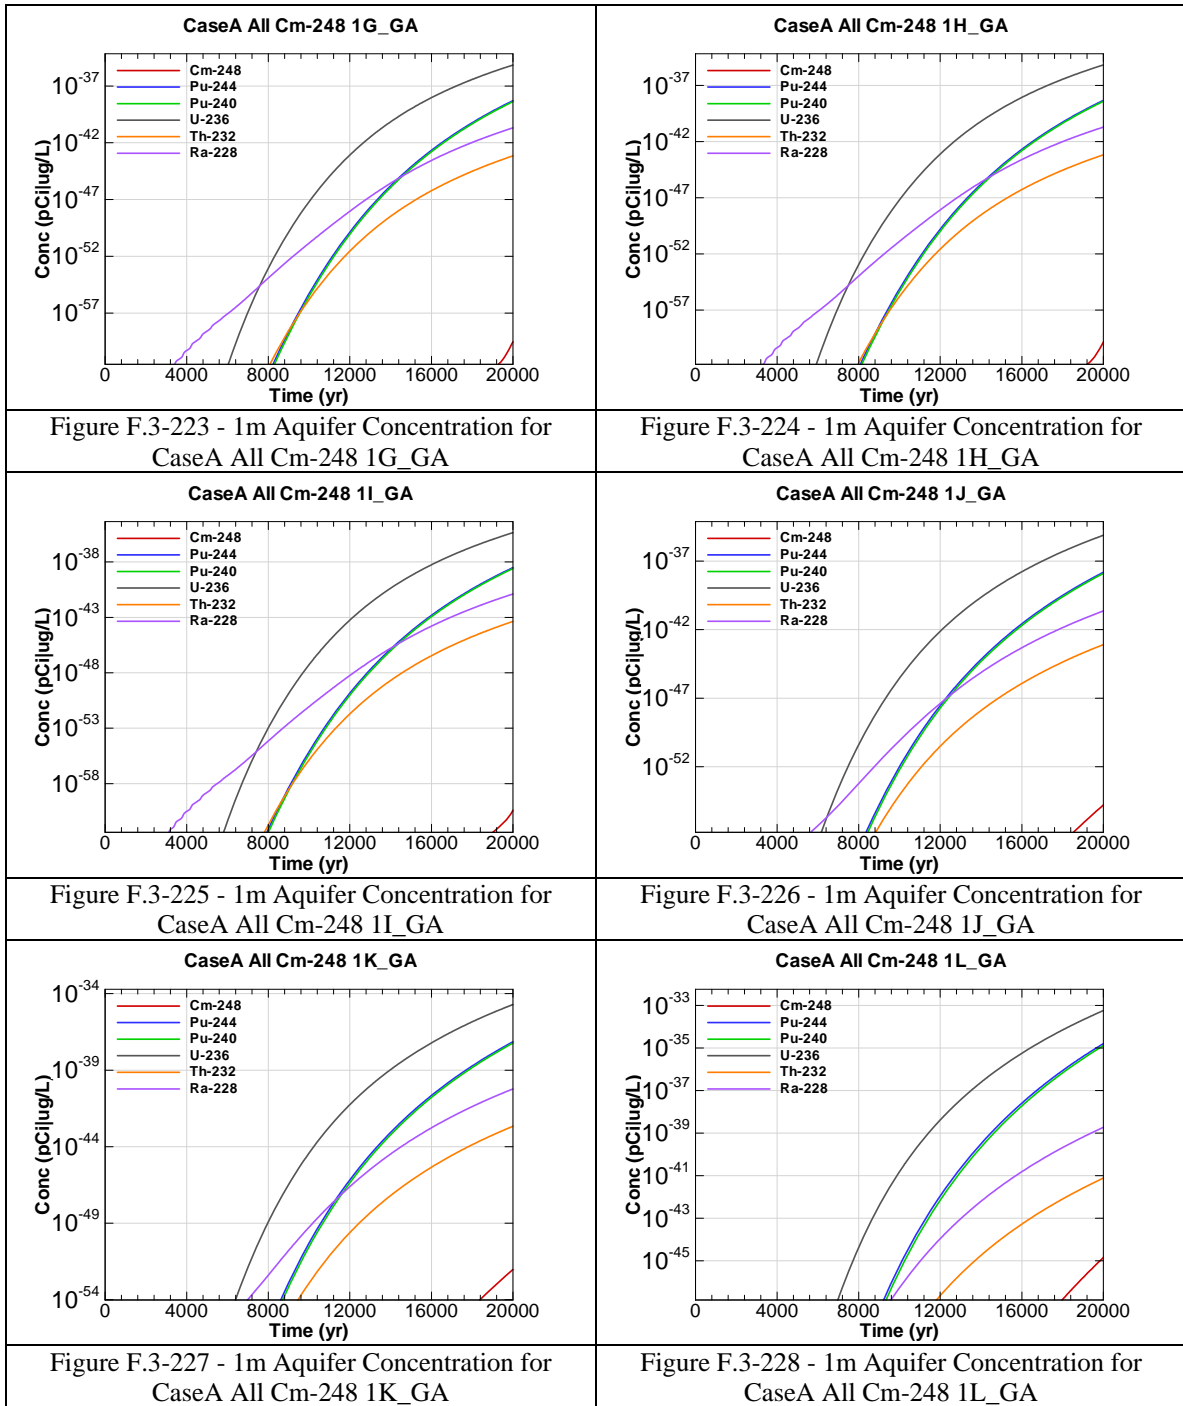 CaseA All Cm-248 1G_GA
Conc (pCi|ug/L)
10^-37
10^-42
10^-47
10^-52
10^-57
Cm-248
Pu-244
Pu-240
U-236
Th-232
Ra-228
0 4000 8000 12000 16000 20000
Time (yr)
Figure F.3-223 - 1m Aquifer Concentration for
CaseA All Cm-248 1G_GA
CaseA All Cm-248 1H_GA
Conc (pCi|ug/L)
10^-37
10^-42
10^-47
10^-52
10^-57
Cm-248
Pu-244
Pu-240
U-236
Th-232
Ra-228
0 4000 8000 12000 16000 20000
Time (yr)
Figure F.3-224 - 1m Aquifer Concentration for
CaseA All Cm-248 1H_GA
CaseA All Cm-248 1I_GA
Conc (pCi|ug/L)
10^-38
10^-43
10^-48
10^-53
10^-58
Cm-248
Pu-244
Pu-240
U-236
Th-232
Ra-228
0 4000 8000 12000 16000 20000
Time (yr)
Figure F.3-225 - 1m Aquifer Concentration for
CaseA All Cm-248 1I_GA
CaseA All Cm-248 1J_GA
Conc (pCi|ug/L)
10^-37
10^-42
10^-47
10^-52
Cm-248
Pu-244
Pu-240
U-236
Th-232
Ra-228
0 4000 8000 12000 16000 20000
Time (yr)
Figure F.3-226 - 1m Aquifer Concentration for
CaseA All Cm-248 1J_GA
CaseA All Cm-248 1K_GA
Conc (pCi|ug/L)
10^-34
10^-39
10^-44
10^-49
10^-54
Cm-248
Pu-244
Pu-240
U-236
Th-232
Ra-228
0 4000 8000 12000 16000 20000
Time (yr)
Figure F.3-227 - 1m Aquifer Concentration for
CaseA All Cm-248 1K_GA
CaseA All Cm-248 1L_GA
Conc (pCi|ug/L)
10^-33
10^-35
10^-37
10^-39
10^-41
10^-43
10^-45
Cm-248
Pu-244
Pu-240
U-236
Th-232
Ra-228
0 4000 8000 12000 16000 20000
Time (yr)
Figure F.3-228 - 1m Aquifer Concentration for
CaseA All Cm-248 1L_GA